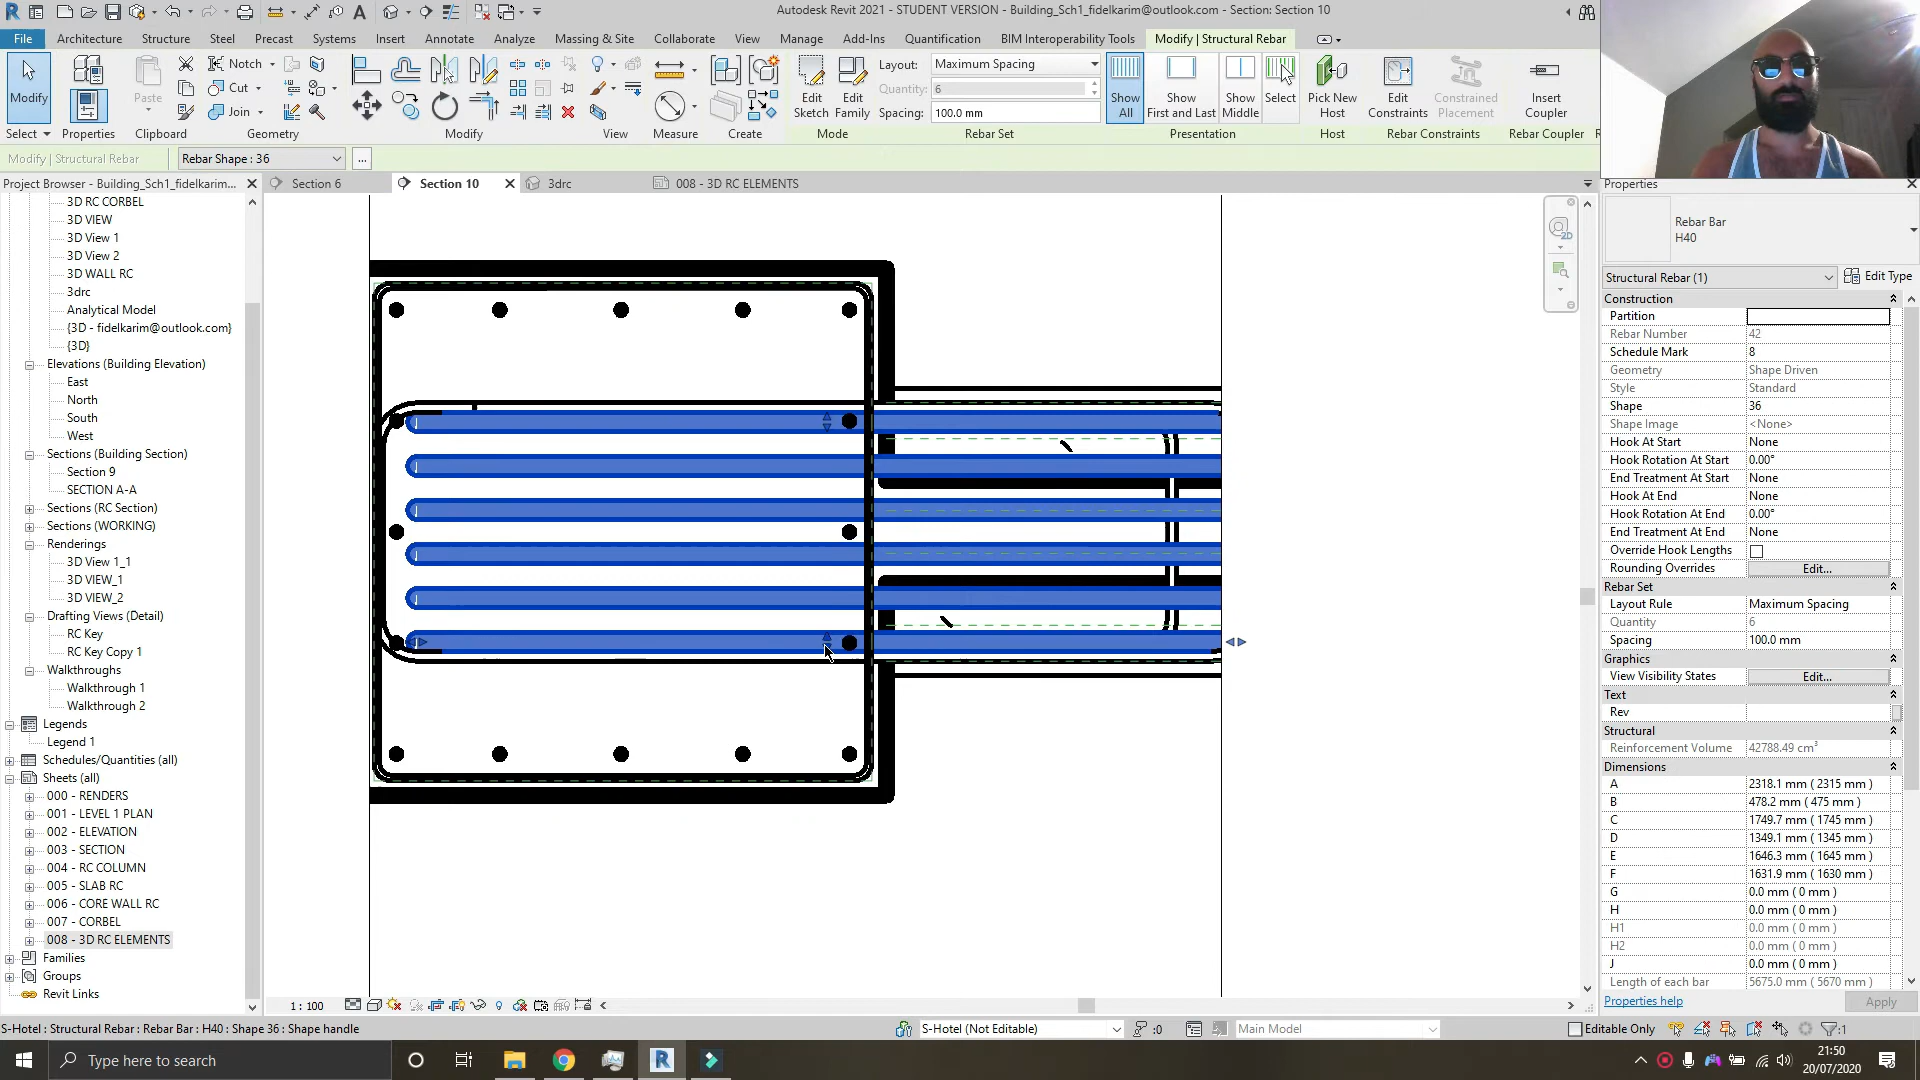 Autodesk Revit 2021 - STUDENT VERSION - Building_Sch1_fidelkarim@outlook.com - Section: Section 10
File Architecture Structure Steel Precast Systems Insert Annotate Analyze Massing & Site Collaborate View Manage Add-Ins Quantification BIM Interoperability Tools Modify | Structural Rebar
Modify
Paste
Notch
Cut
Join
Edit Sketch
Edit Family
Layout: Maximum Spacing
Quantity: 6
Spacing: 100.0 mm
Show All
Show First and Last
Show Middle
Select
Pick New Host
Edit Constraints
Constrained Placement
Insert Coupler
Select Properties Clipboard Geometry Modify View Measure Create Mode Rebar Set Presentation Host Rebar Constraints Rebar Coupler
Modify | Structural Rebar
Rebar Shape : 36
...
Project Browser - Building_Sch1_fidelkarim...
Section 6
Section 10
3drc
008 - 3D RC ELEMENTS
3D RC CORBEL
3D VIEW
3D View 1
3D View 2
3D WALL RC
3drc
Analytical Model
{3D - fidelkarim@outlook.com}
{3D}
Elevations (Building Elevation)
East
North
South
West
Sections (Building Section)
Section 9
SECTION A-A
Sections (RC Section)
Sections (WORKING)
Renderings
3D View 1_1
3D VIEW_1
3D VIEW_2
Drafting Views (Detail)
RC Key
RC Key Copy 1
Walkthroughs
Walkthrough 1
Walkthrough 2
Legends
Legend 1
Schedules/Quantities (all)
Sheets (all)
000 - RENDERS
001 - LEVEL 1 PLAN
002 - ELEVATION
003 - SECTION
004 - RC COLUMN
005 - SLAB RC
006 - CORE WALL RC
007 - CORBEL
008 - 3D RC ELEMENTS
Families
Groups
Revit Links
2D
1 : 100
Properties
Rebar Bar
H40
Structural Rebar (1)
Edit Type
Construction
Partition
Rebar Number 42
Schedule Mark 8
Geometry Shape Driven
Style Standard
Shape 36
Shape Image <None>
Hook At Start None
Hook Rotation At Start 0.00°
End Treatment At Start None
Hook At End None
Hook Rotation At End 0.00°
End Treatment At End None
Override Hook Lengths
Rounding Overrides Edit...
Rebar Set
Layout Rule Maximum Spacing
Quantity 6
Spacing 100.0 mm
Graphics
View Visibility States Edit...
Text
Rev
Structural
Reinforcement Volume 42788.49 cm³
Dimensions
A 2318.1 mm ( 2315 mm )
B 478.2 mm ( 475 mm )
C 1749.7 mm ( 1745 mm )
D 1349.1 mm ( 1345 mm )
E 1646.3 mm ( 1645 mm )
F 1631.9 mm ( 1630 mm )
G 0.0 mm ( 0 mm )
H 0.0 mm ( 0 mm )
H1 0.0 mm ( 0 mm )
H2 0.0 mm ( 0 mm )
J 0.0 mm ( 0 mm )
Length of each bar 5675.0 mm ( 5670 mm )
Properties help
Apply
S-Hotel : Structural Rebar : Rebar Bar : H40 : Shape 36 : Shape handle
S-Hotel (Not Editable)
:0
Main Model
Editable Only
:1
Type here to search
21:50
20/07/2020